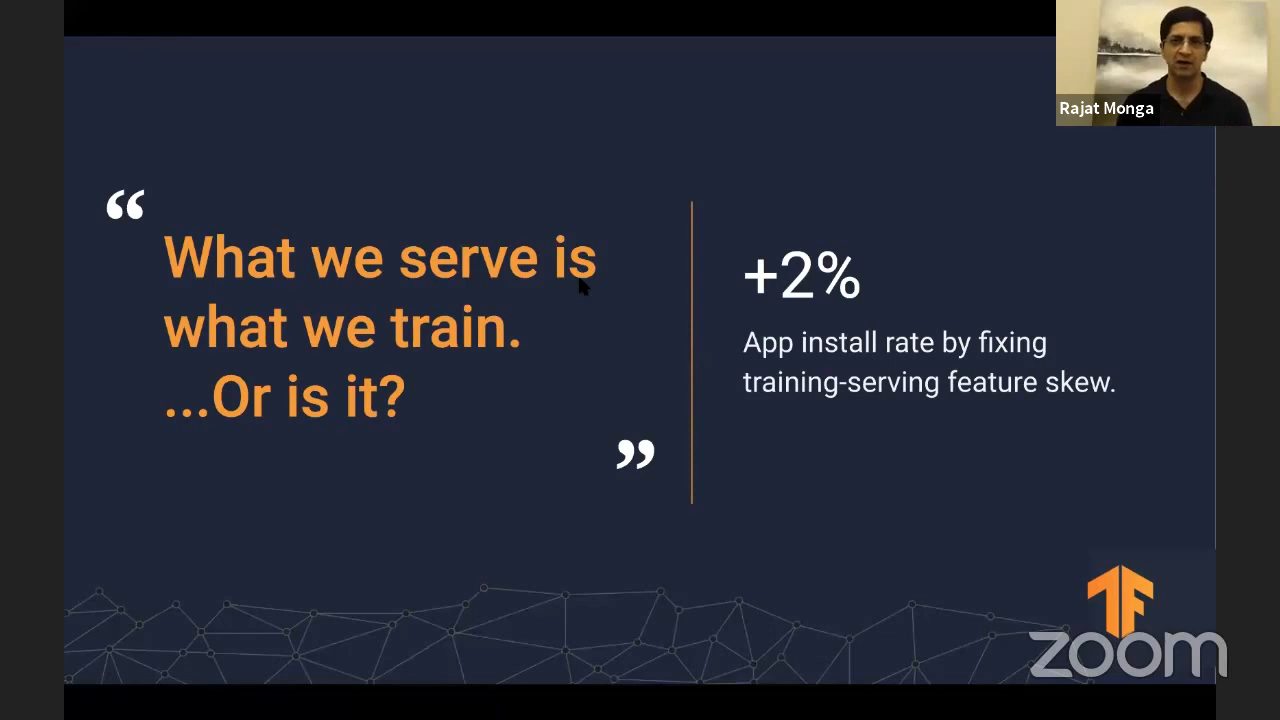 Rajat Monga
“
What we serve is
what we train.
...Or is it?
”
+2%
App install rate by fixing
training-serving feature skew.
TF
zoom